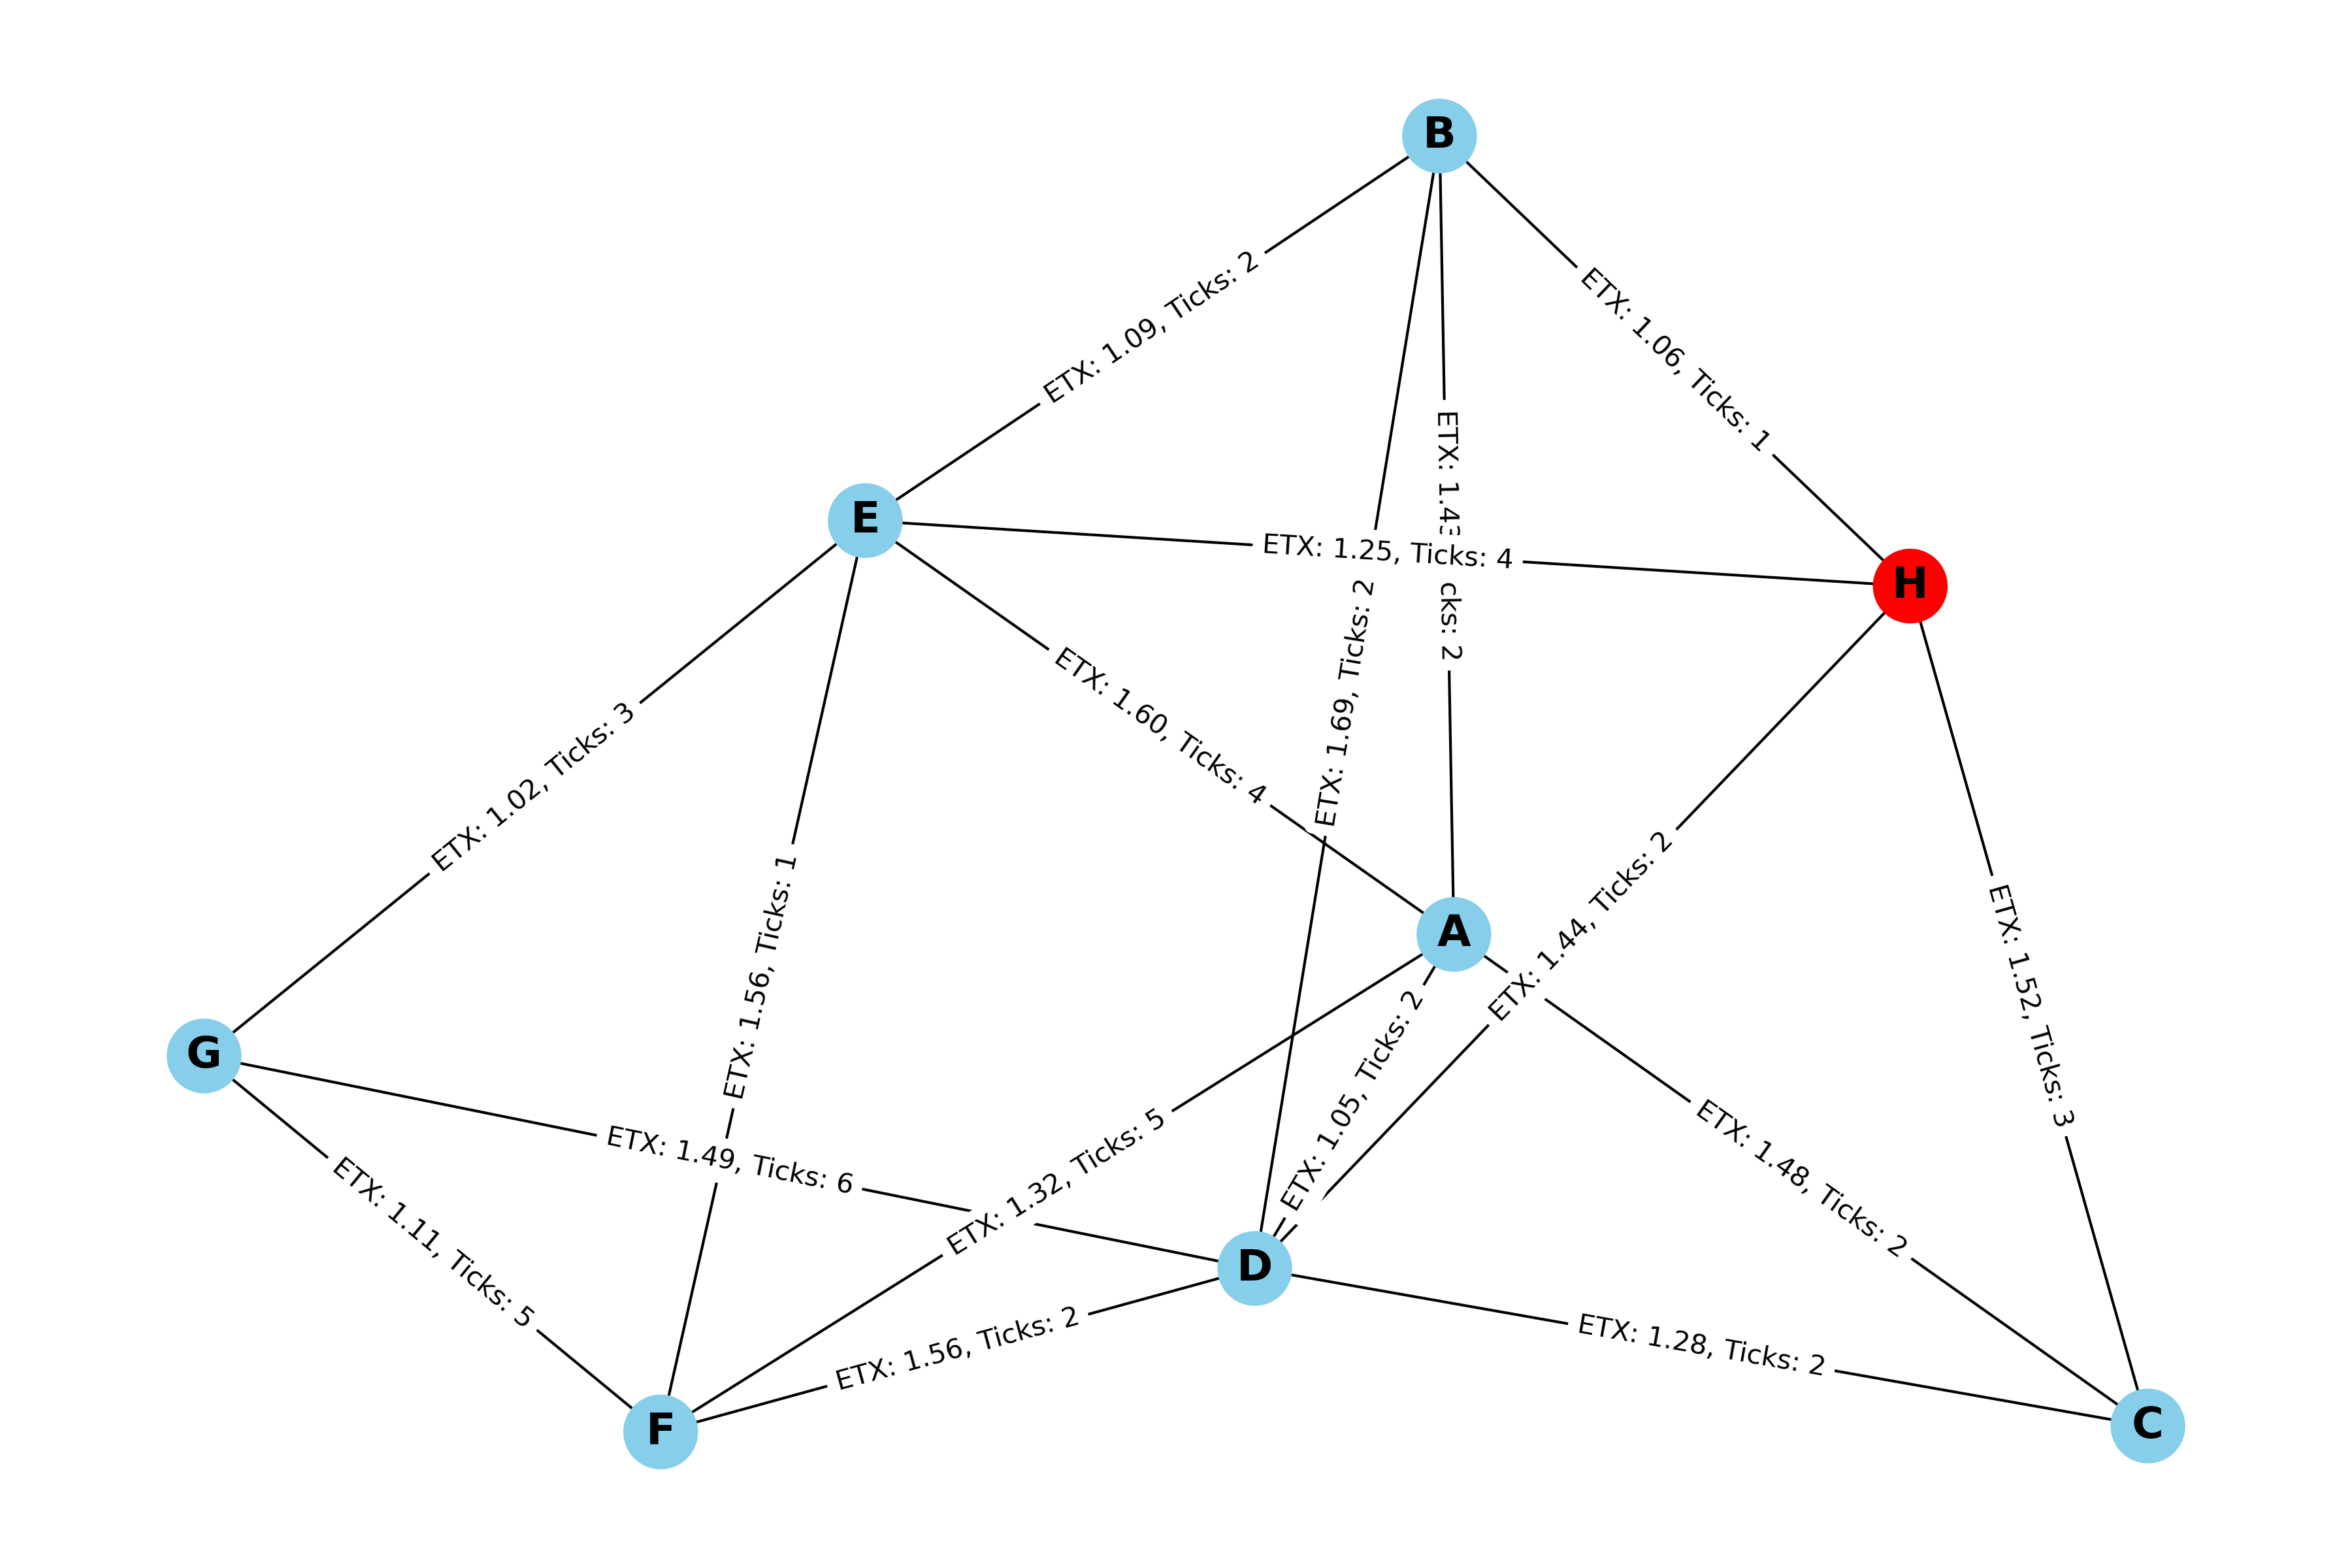 B
ETX: 1.09, Ticks: 2
ETX: 1.06, Ticks: 1
ETX:
cks: 2
E
ETX: 1.25, Ticks: 4
H
ETX: 1.69, Ticks: 2
ETX: 1.60, Ticks: 4
ETX: 1.02, Ticks: 3
ETX: 1.56, Ticks: 1
A
ETX: 1.44, Ticks: 2
ETX: 1.52, Ticks: 3
G
ETX: 1.05, Ticks: 2
ETX: 1.49, Ticks: 6
ETX: 1.32, Ticks: 5
ETX: 1.48, Ticks: 2
ETX: 1.11, Ticks: 5
D
ETX: 1.56, Ticks: 2
ETX: 1.28, Ticks: 2
F
C